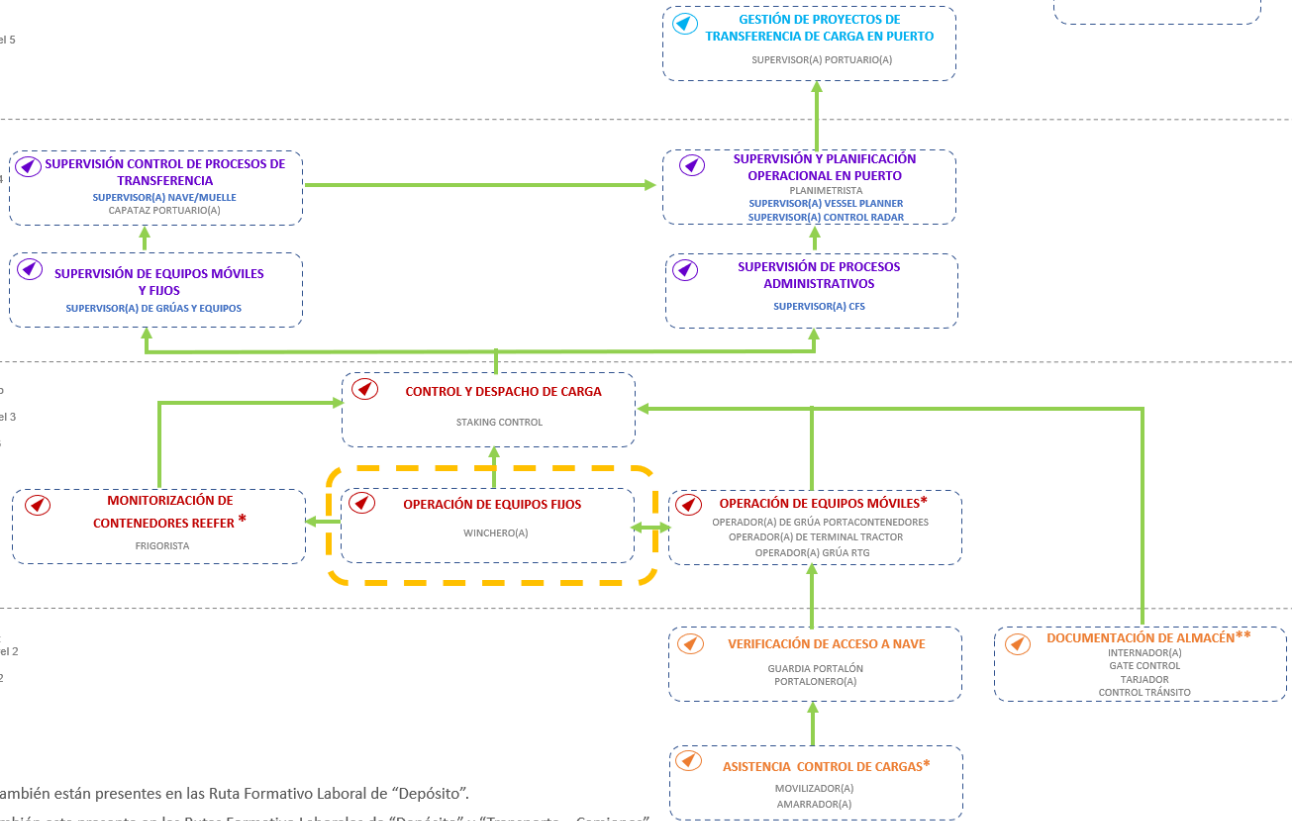 GESTIÓN DE PROYECTOS DE
TRANSFERENCIA DE CARGA EN PUERTO
SUPERVISOR(A) PORTUARIO(A)
el 5
SUPERVISIÓN CONTROL DE PROCESOS DE
TRANSFERENCIA
SUPERVISOR(A) NAVE/MUELLE
CAPATAZ PORTUARIO(A)
SUPERVISIÓN Y PLANIFICACIÓN
OPERACIONAL EN PUERTO
PLANIMETRISTA
SUPERVISOR(A) VESSEL PLANNER
SUPERVISOR(A) CONTROL RADAR
4
SUPERVISIÓN DE EQUIPOS MÓVILES
Y FIJOS
SUPERVISOR(A) DE GRÚAS Y EQUIPOS
SUPERVISIÓN DE PROCESOS
ADMINISTRATIVOS
SUPERVISOR(A) CFS
CONTROL Y DESPACHO DE CARGA
STAKING CONTROL
el 3
MONITORIZACIÓN DE
CONTENEDORES REEFER *
FRIGORISTA
OPERACIÓN DE EQUIPOS FIJOS
WINCHERO(A)
OPERACIÓN DE EQUIPOS MÓVILES*
OPERADOR(A) DE GRÚA PORTACONTENEDORES
OPERADOR(A) DE TERMINAL TRACTOR
OPERADOR(A) GRÚA RTG
el 2
2
VERIFICACIÓN DE ACCESO A NAVE
GUARDIA PORTALÓN
PORTALONERO(A)
DOCUMENTACIÓN DE ALMACÉN**
INTERNADOR(A)
GATE CONTROL
TARJADOR
CONTROL TRÁNSITO
ASISTENCIA CONTROL DE CARGAS*
MOVILIZADOR(A)
AMARRADOR(A)
ambién están presentes en las Ruta Formativo Laboral de “Depósito”.